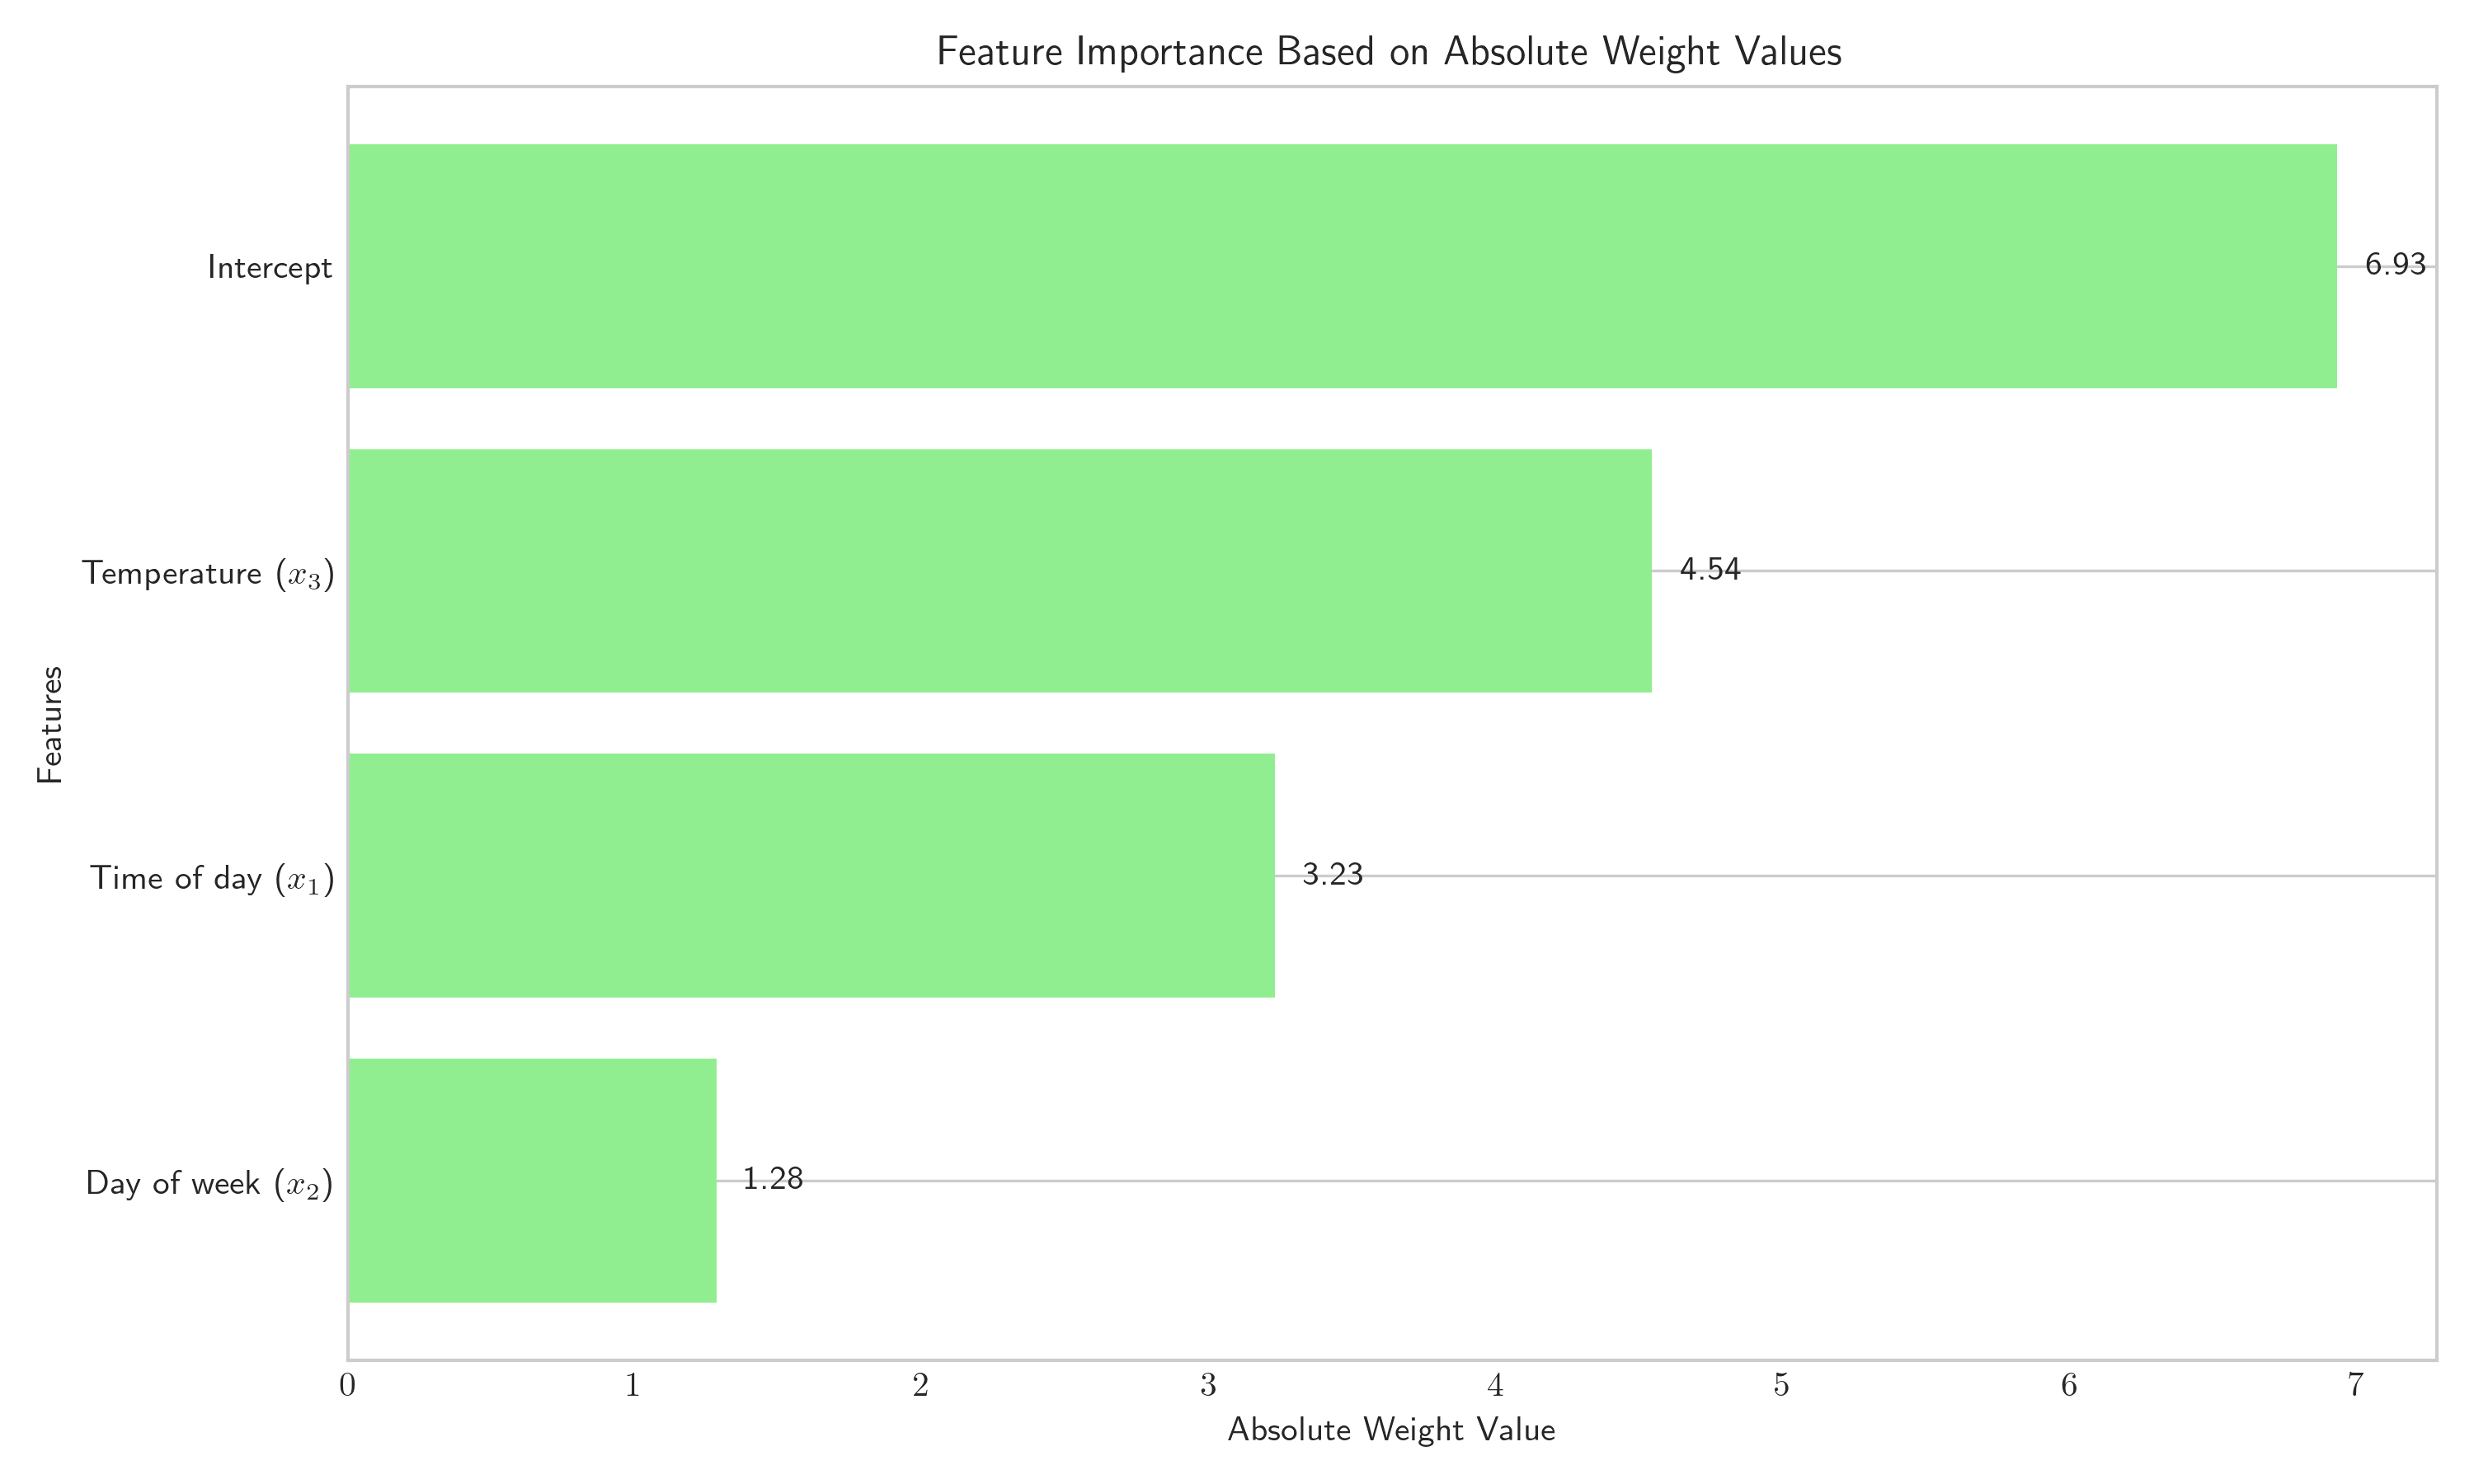 Feature Importance Based on Absolute Weight Values
Intercept
6.93
Temperature (x₃)
4.54
Features
Time of day (x₁)
3.23
Day of week (x₂)
1.28
0 1 2 3 4 5 6 7
Absolute Weight Value